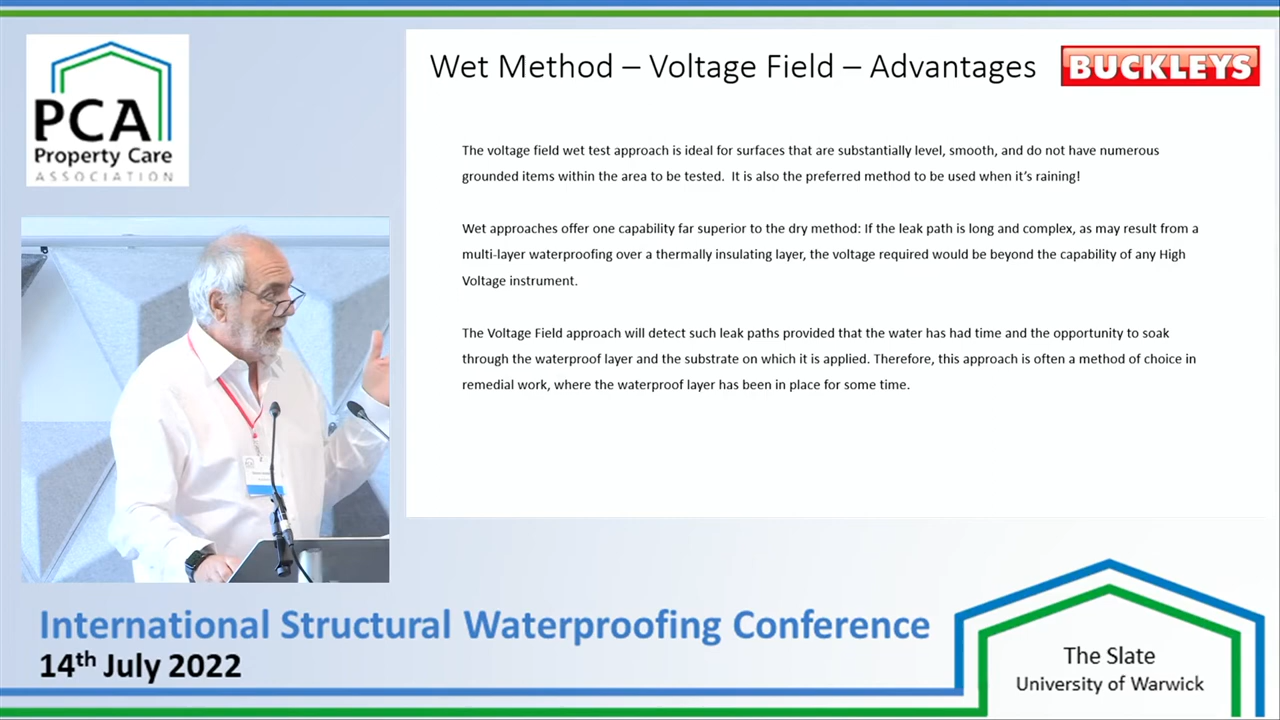 PCA
Property Care
ASSOCIATION
Wet Method – Voltage Field – Advantages
BUCKLEYS
The voltage field wet test approach is ideal for surfaces that are substantially level, smooth, and do not have numerous
grounded items within the area to be tested.  It is also the preferred method to be used when it's raining!
Wet approaches offer one capability far superior to the dry method: If the leak path is long and complex, as may result from a
multi-layer waterproofing over a thermally insulating layer, the voltage required would be beyond the capability of any High
Voltage instrument.
The Voltage Field approach will detect such leak paths provided that the water has had time and the opportunity to soak
through the waterproof layer and the substrate on which it is applied. Therefore, this approach is often a method of choice in
remedial work, where the waterproof layer has been in place for some time.
International Structural Waterproofing Conference
14th July 2022
The Slate
University of Warwick